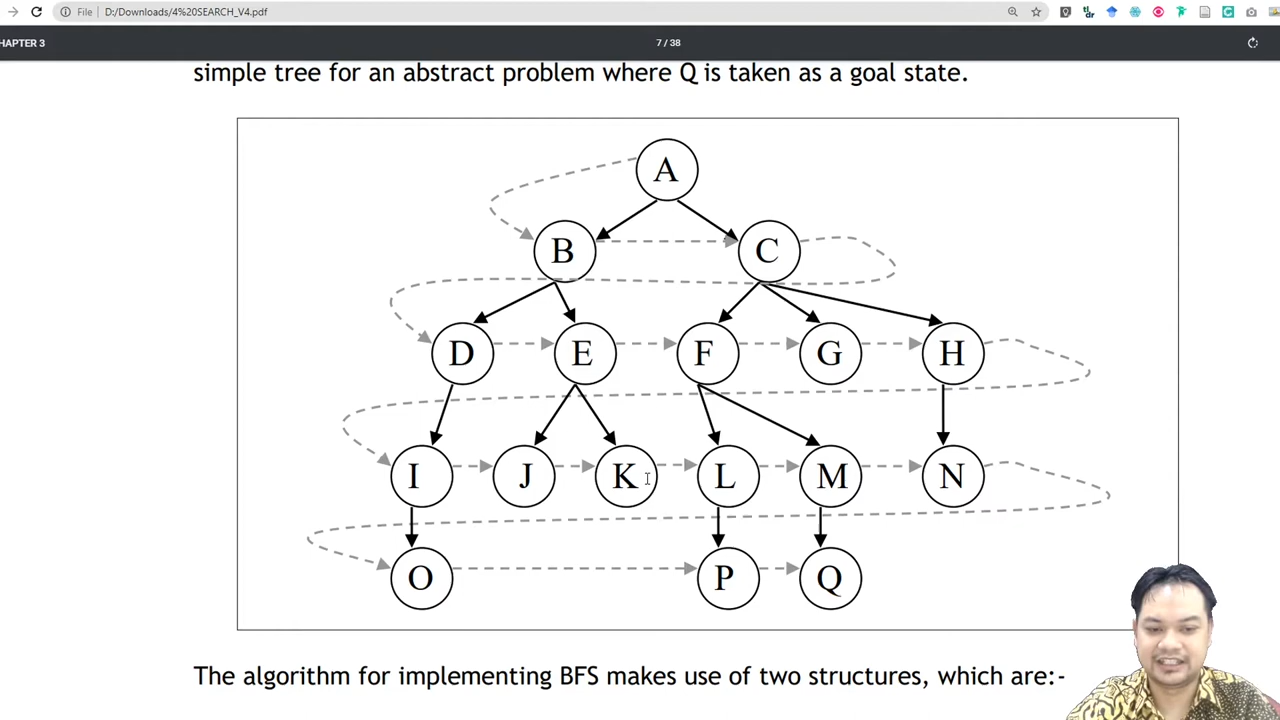 File
D:/Downloads/4%20SEARCH_V4.pdf
HAPTER 3
7 / 38
simple tree for an abstract problem where Q is taken as a goal state.
A
B C
D E F G H
I J K L M N
O P Q
The algorithm for implementing BFS makes use of two structures, which are:-